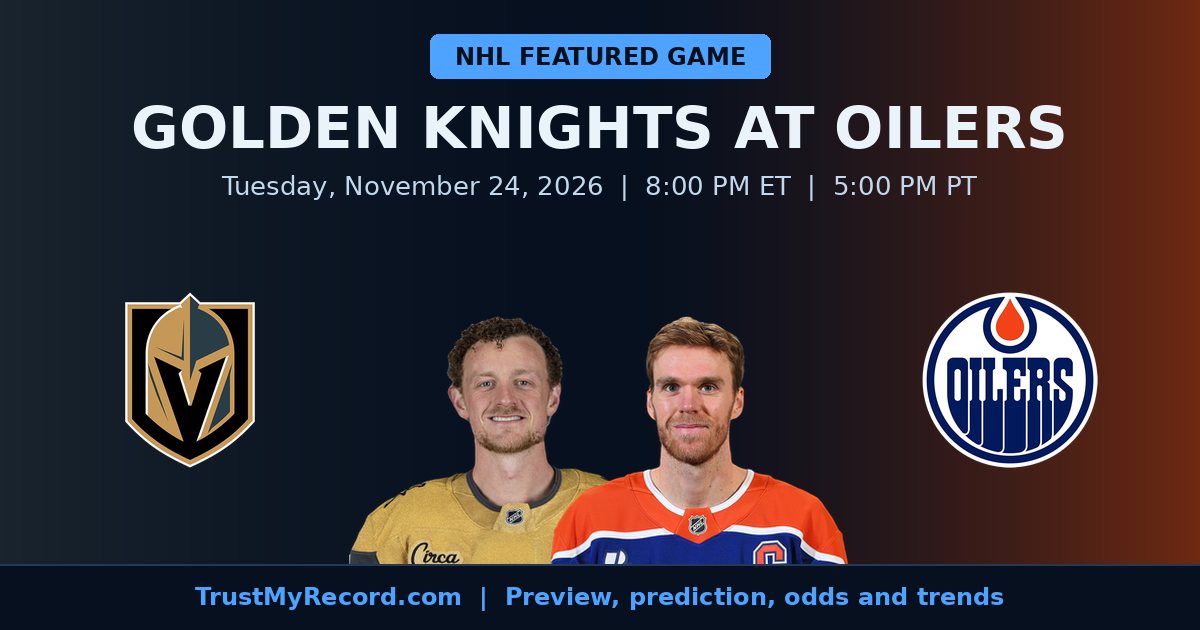 NHL FEATURED GAME
GOLDEN KNIGHTS AT OILERS
Tuesday, November 24, 2026 | 8:00 PM ET | 5:00 PM PT
OILERS
Circa
C
TrustMyRecord.com | Preview, prediction, odds and trends